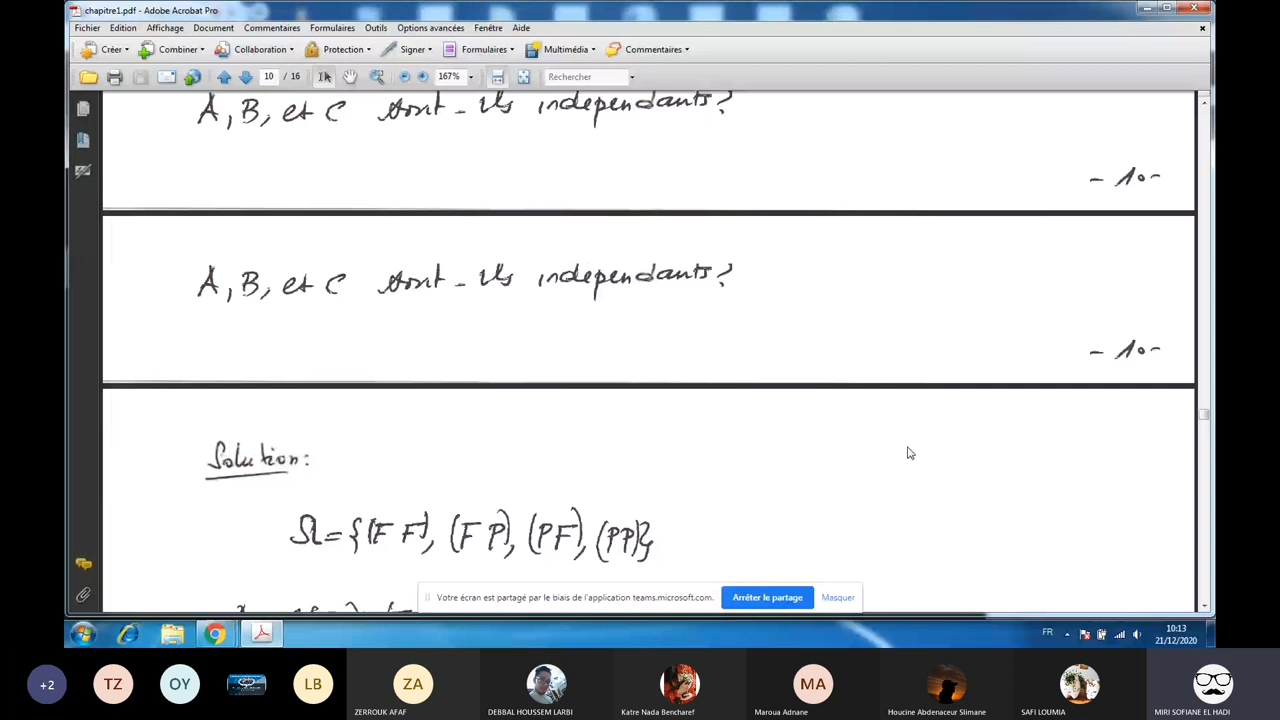 chapitre1.pdf - Adobe Acrobat Pro
Fichier Edition Affichage Document Commentaires Formulaires Outils Options avancées Fenêtre Aide
Créer Combiner Collaboration Protection Signer Formulaires Multimédia Commentaires
10 / 16 167% Rechercher
A, B, et C sont-ils independants?
- 10 -
A, B, et C sont-ils independants?
- 10 -
Solution:
Ω = {(F F), (F P), (P F), (PP)}
Votre écran est partagé par le biais de l'application teams.microsoft.com. Arrêter le partage Masquer
FR 10:13
21/12/2020
+2 TZ OY LB ZA MA
ZERROUK AFAF DEBBAL HOUSSEM LARBI Katre Nada Bencharef Maroua Adnane Houcine Abdenaceur Slimane SAFI LOUMIA MIRI SOFIANE EL HADI